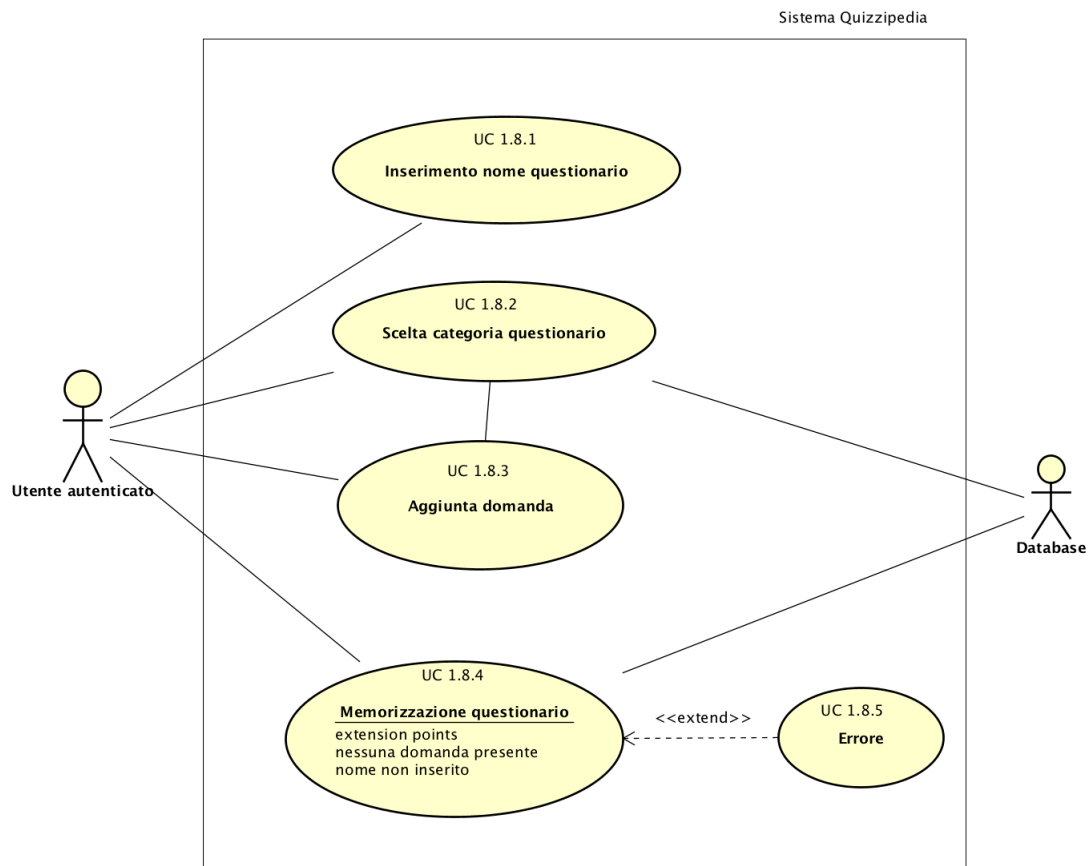 Sistema Quizzipedia
UC 1.8.1
Inserimento nome questionario
UC 1.8.2
Scelta categoria questionario
UC 1.8.3
Aggiunta domanda
Utente autenticato
Database
UC 1.8.4
Memorizzazione questionario
extension points
nessuna domanda presente
nome non inserito
<<extend>>
UC 1.8.5
Errore